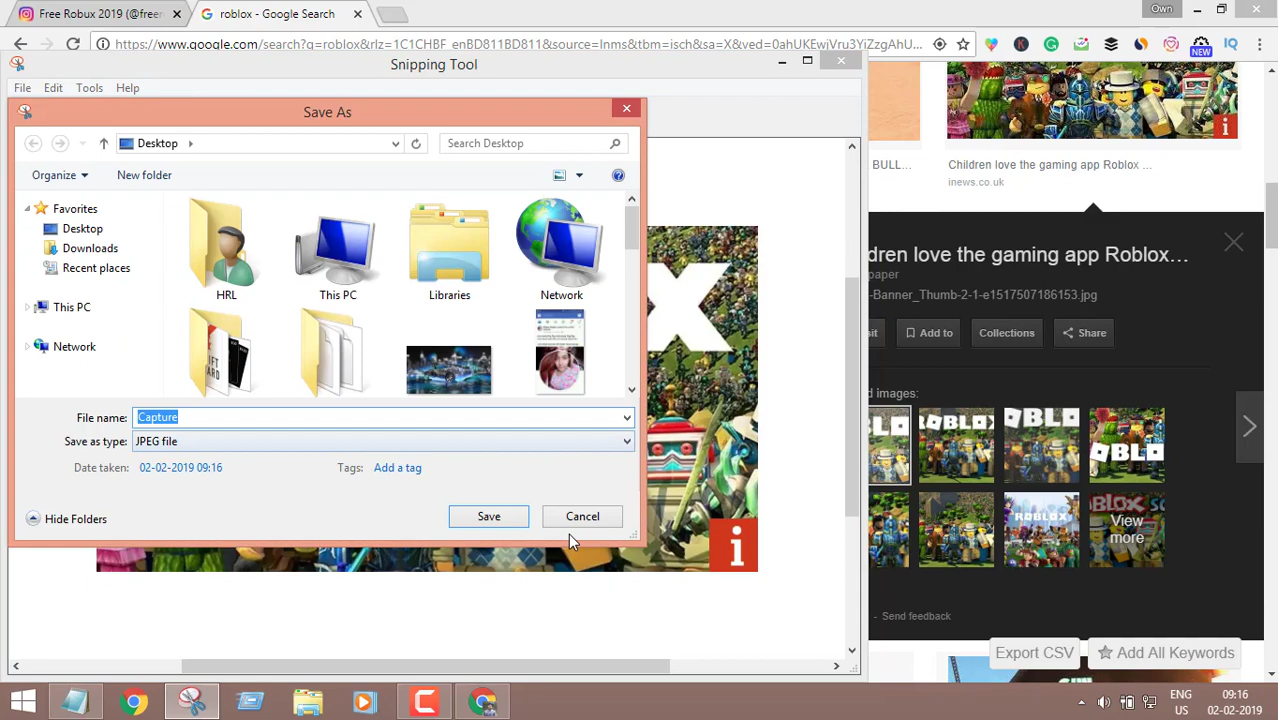 Free Robux 2019 (@free
roblox - Google Search
Own
https://www.google.com/search?q=roblox&rlz=1C1CHBF_enBD811BD811&source=lnms&tbm=isch&sa=X&ved=0ahUKEwjVru3YiZzgAhU...
NEW
Snipping Tool
File Edit Tools Help
Save As
Desktop
Search Desktop
Organize
New folder
Favorites
Desktop
Downloads
Recent places
This PC
Network
HRL
This PC
Libraries
Network
File name: Capture
Save as type: JPEG file
Date taken: 02-02-2019 09:16
Tags: Add a tag
Hide Folders
Save
Cancel
X
i
i
BULL...
Children love the gaming app Roblox ...
inews.co.uk
dren love the gaming app Roblox...
paper
-Banner_Thumb-2-1-e1517507186153.jpg
it
Add to
Collections
Share
d images:
View
more
- Send feedback
Export CSV
Add All Keywords
ENG
US
09:16
02-02-2019